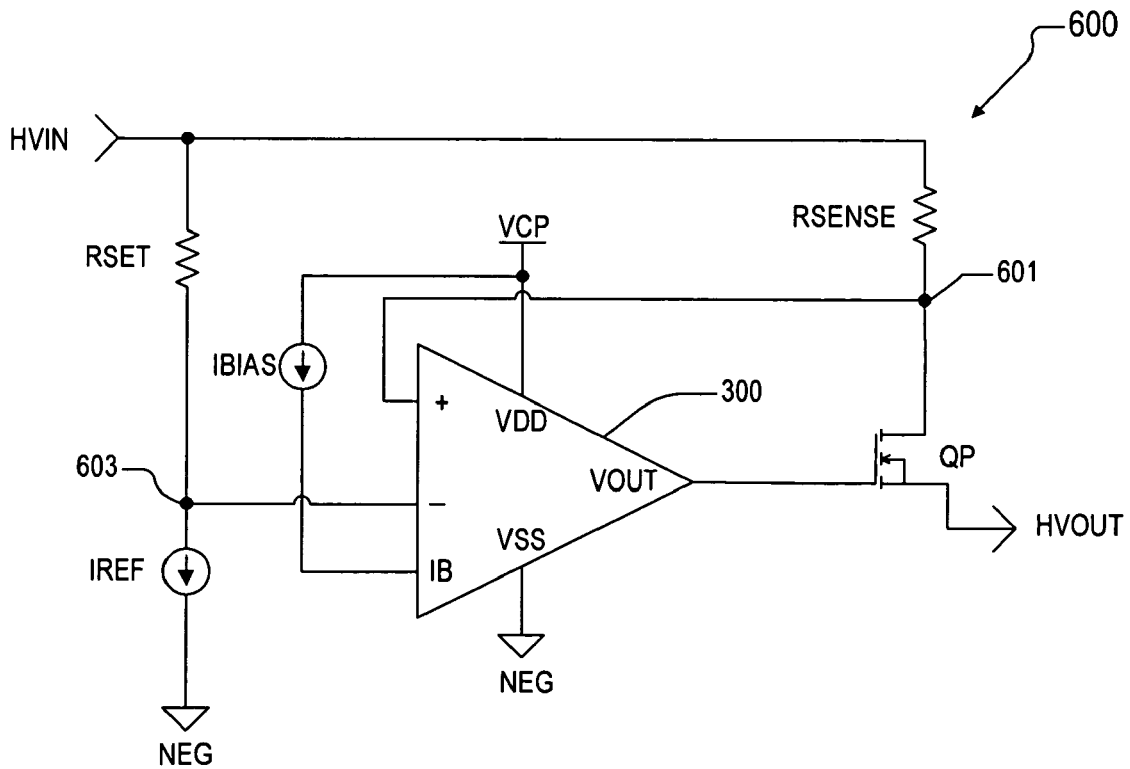 600
HVIN
RSENSE
VCP
RSET
601
IBIAS
+
VDD
300
QP
603
VOUT
−
HVOUT
VSS
IREF
IB
NEG
NEG